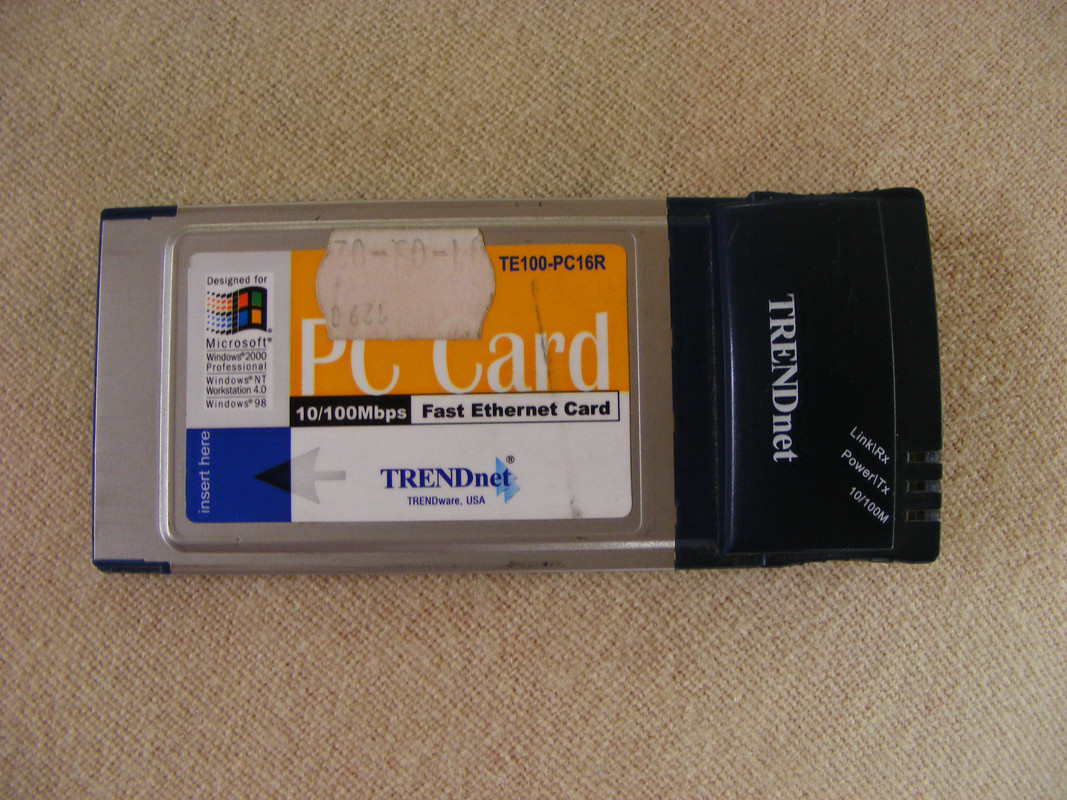 TE100-PC16R
Designed for
Microsoft®
Windows®2000
Professional
Windows®NT
Workstation 4.0
Windows®98
PC Card
10/100Mbps
Fast Ethernet Card
insert here
TRENDnet®
TRENDware, USA
TRENDnet
Link\Rx
Power\Tx
10/100M